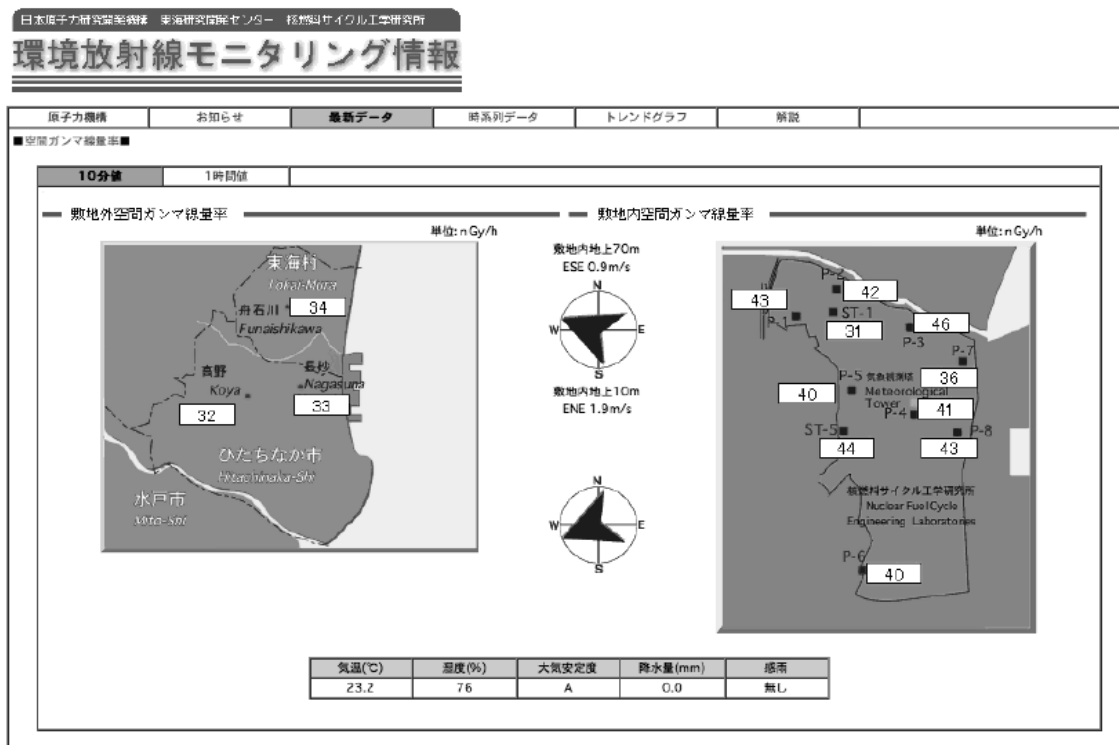 日本原子力研究開発機構 東海研究開発センター 核燃料サイクル工学研究所
環境放射線モニタリング情報
原子力機構 お知らせ 最新データ 時系列データ トレンドグラフ 解説
■空間ガンマ線量率■
10分値 1時間値
敷地外空間ガンマ線量率
単位:nGy/h
東海村
舟石川 34
Funaishikawa
高野
Koya
32
長砂
Nagasuna
33
ひたちなか市
Hitachinaka-Shi
水戸市
Mito-Shi
敷地内地上70m
ESE 0.9m/s
N
W E
S
敷地内地上10m
ENE 1.9m/s
N
W E
S
敷地内空間ガンマ線量率
単位:nGy/h
P-2
43 42
P-1 ST-1
31
46
P-3
P-7
36
P-5 気象観測塔
Meteorological
Tower
40
P-4 41
ST-5 P-8
44 43
核燃料サイクル工学研究所
Nuclear Fuel Cycle
Engineering Laboratories
P-6
40
気温(℃) 湿度(%) 大気安定度 降水量(mm) 感雨
23.2 76 A 0.0 無し